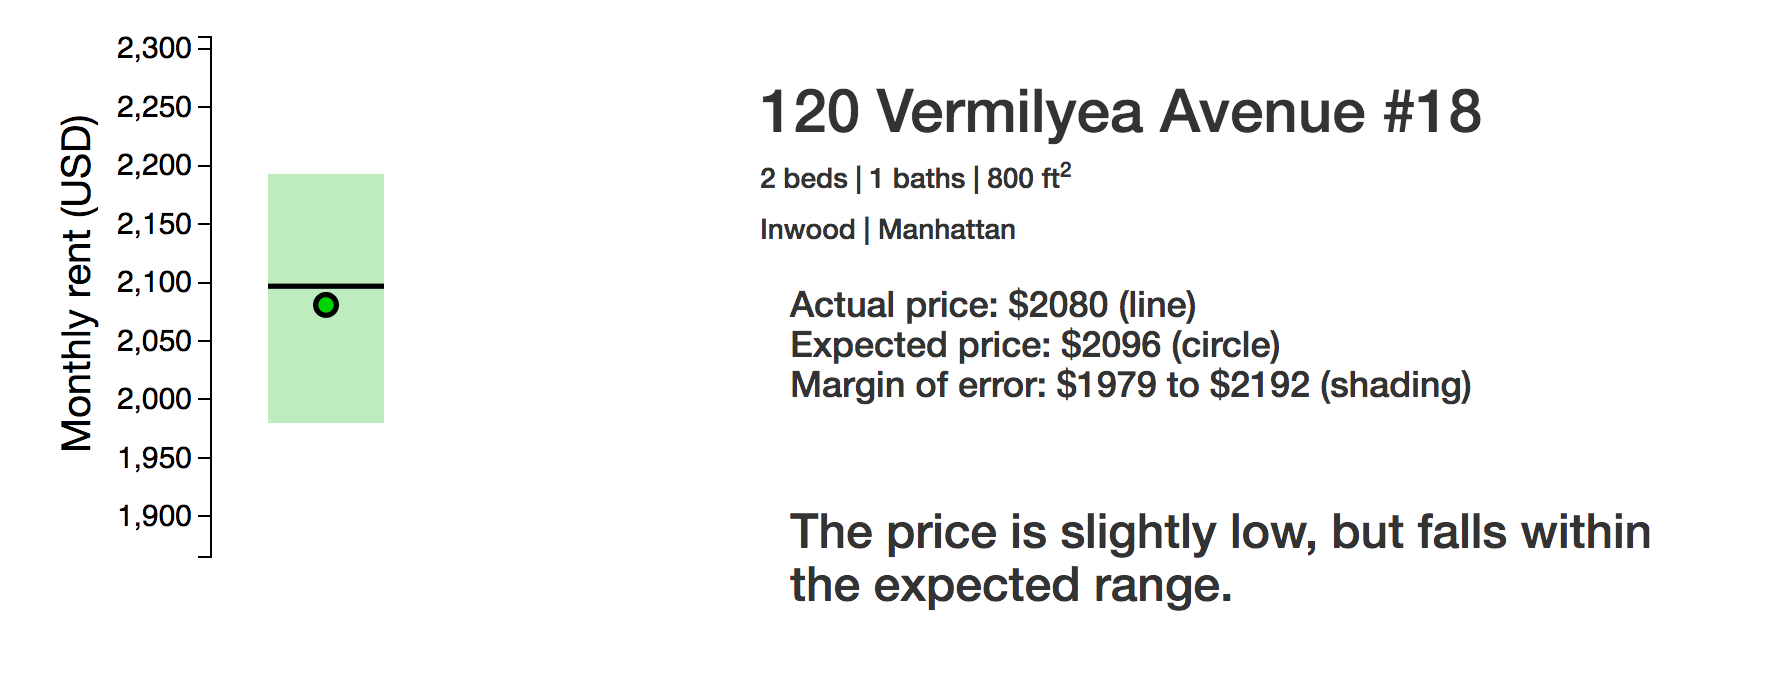 2,300
2,250
2,200
2,150
2,100
2,050
2,000
1,950
1,900
Monthly rent (USD)
120 Vermilyea Avenue #18
2 beds | 1 baths | 800 ft²
Inwood | Manhattan
Actual price: $2080 (line)
Expected price: $2096 (circle)
Margin of error: $1979 to $2192 (shading)
The price is slightly low, but falls within
the expected range.